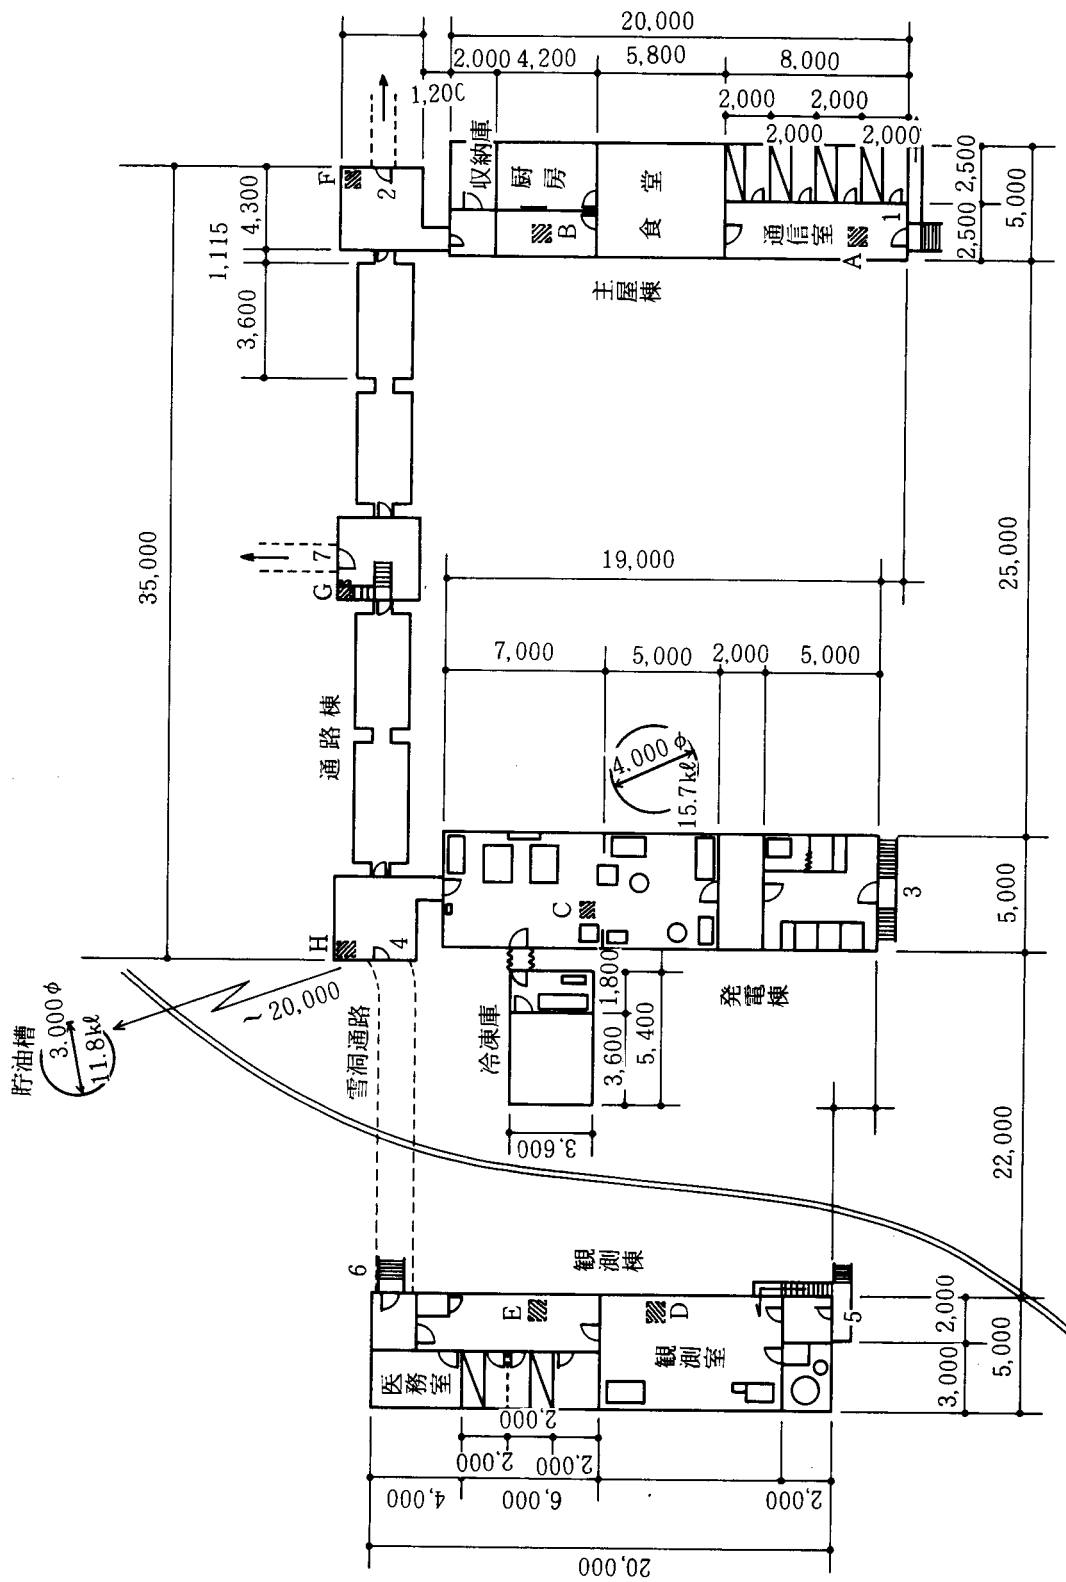 20,000
2,000 4,200 5,800 8,000
1,200
2,000 2,000
2,000 2,000
収納庫
厨房
食堂
通信室
主屋棟
F
2
B
A
1
2,500 2,500
5,000
35,000
4,300
1,115
3,600
7
G
通路棟
19,000
7,000 5,000 2,000 5,000
25,000
4.000φ
15.7kℓ
H
4
C
3
発電棟
5,000
冷凍庫
3,600 1,800
5,400
3,600
貯油槽
3.000φ
11.8kℓ
~20,000
雪洞通路
22,000
6
観測棟
E
D
5
医務室
観測室
2,000
3,000
5,000
2,000
2,000
2,000
4,000
6,000
2,000
20,000